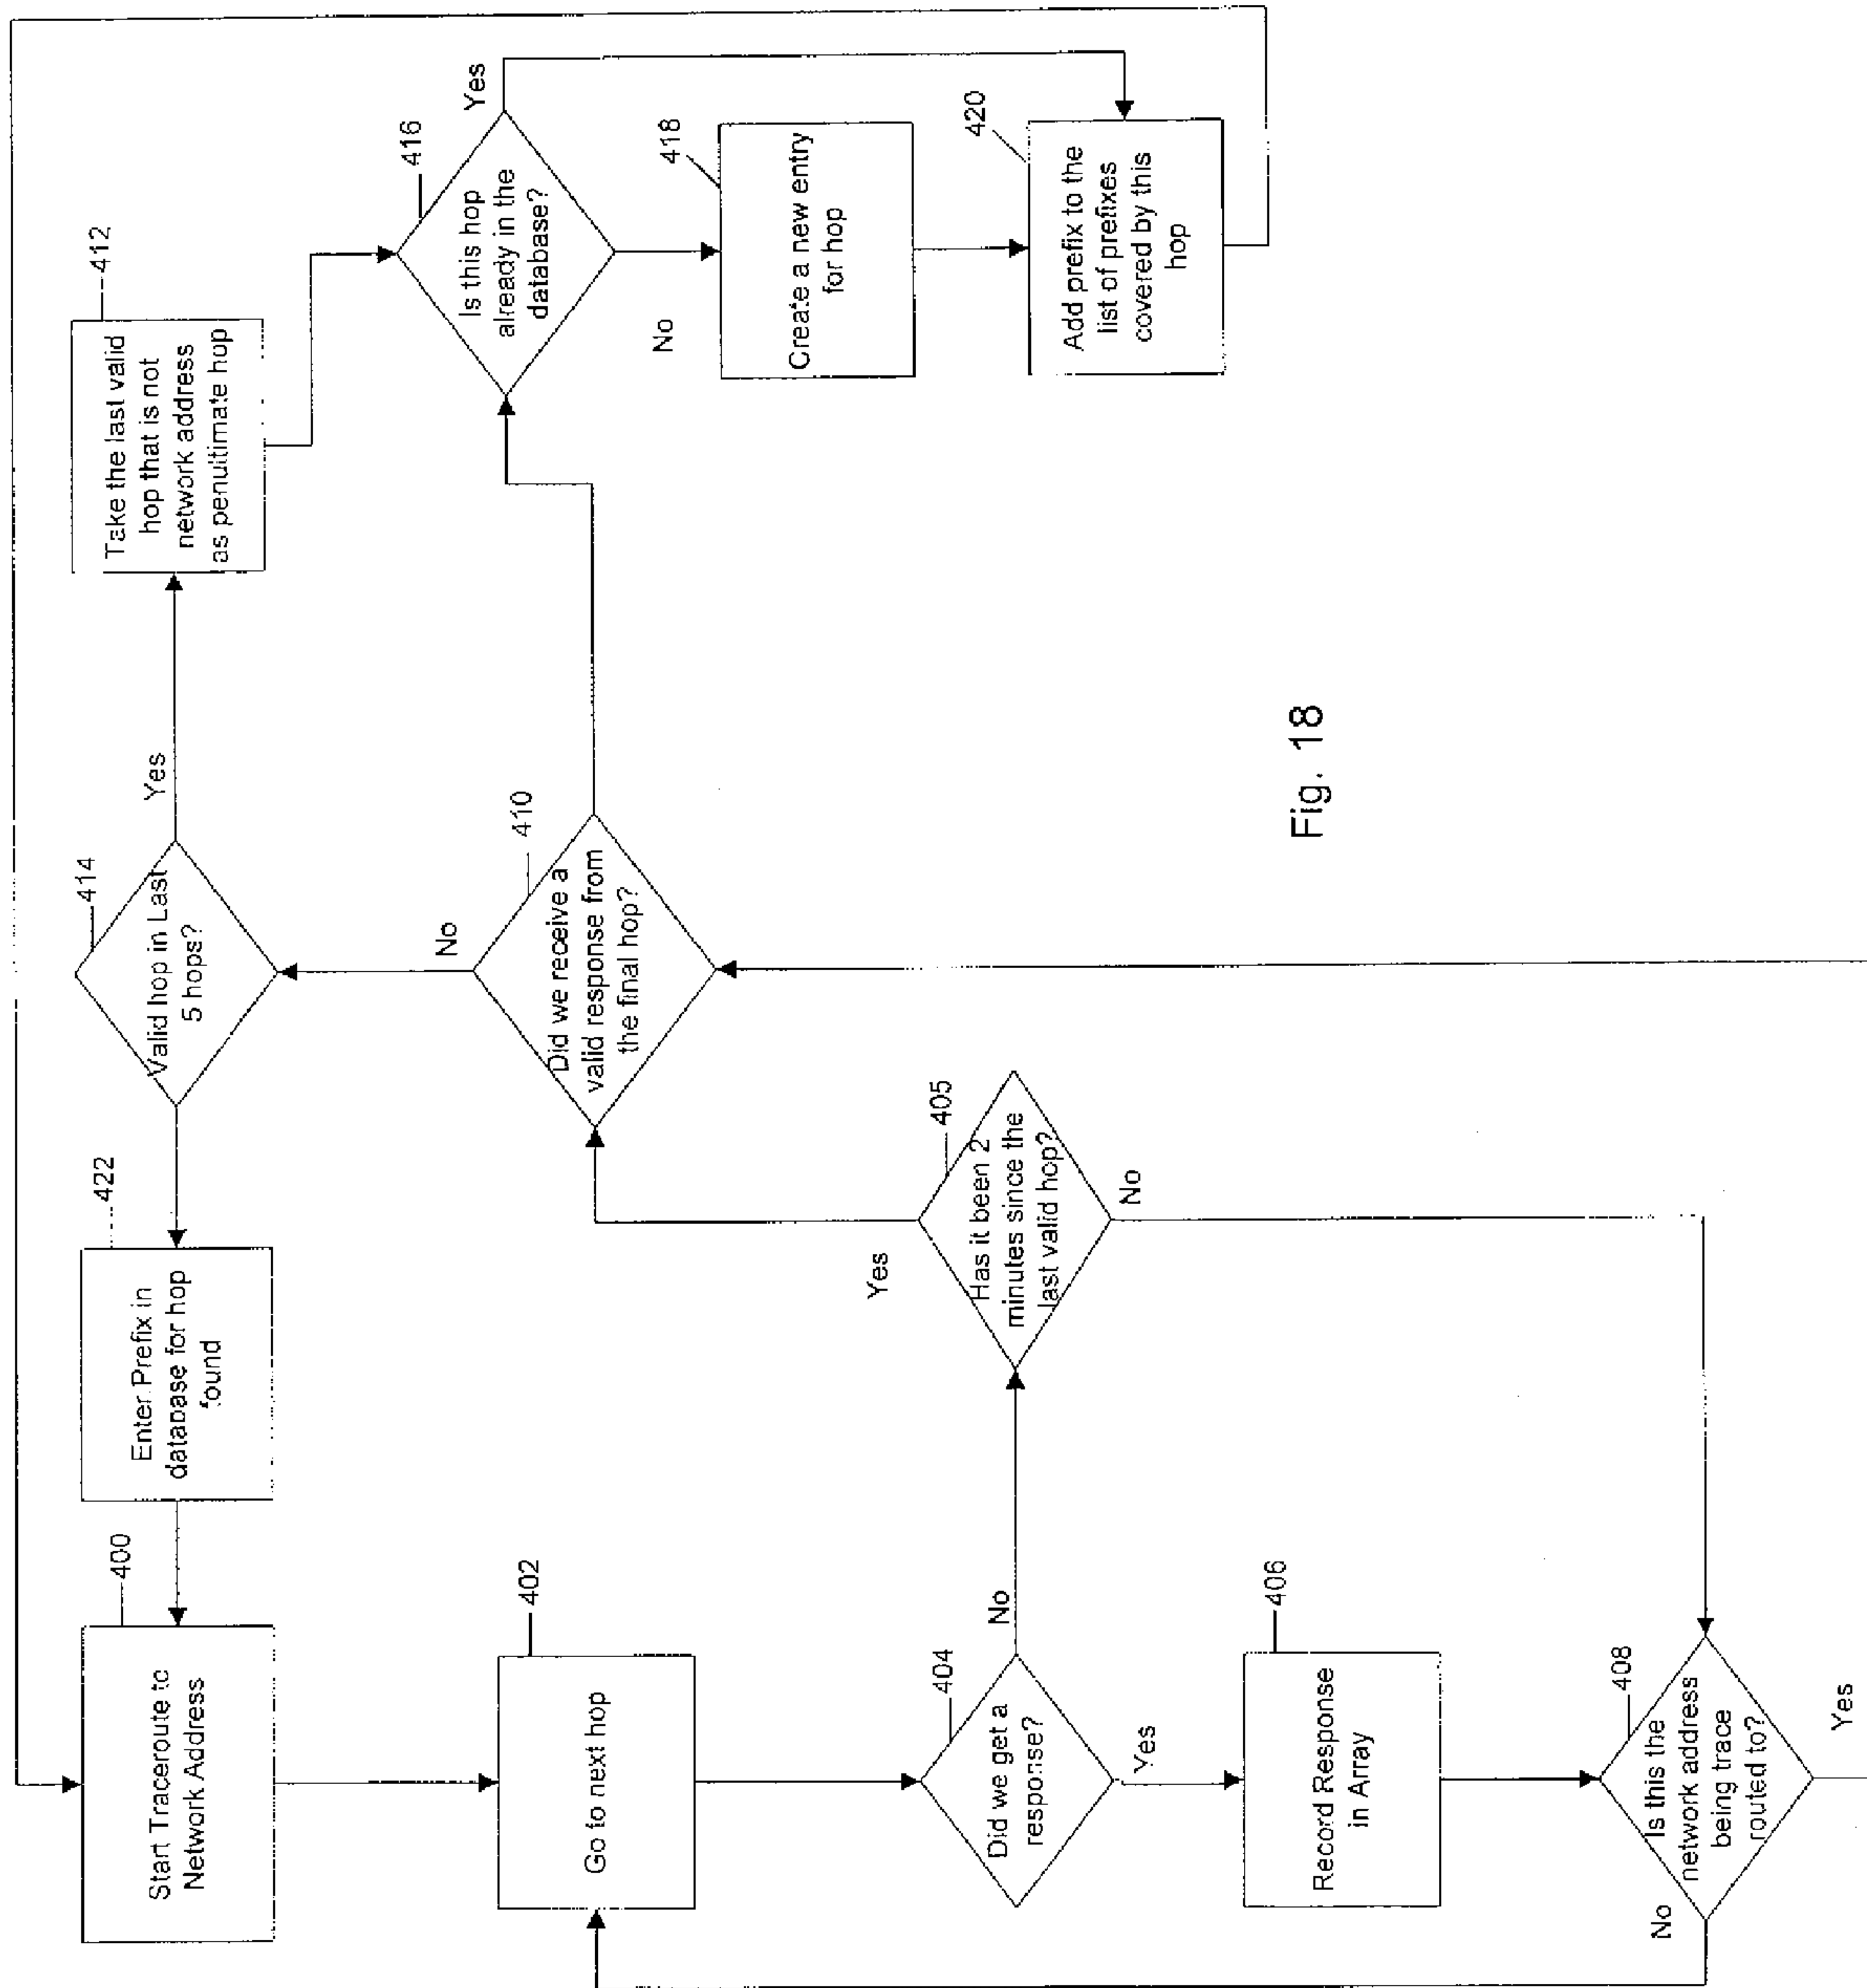 400
Start Traceroute to
Network Address
402
Go to next hop
404
Did we get a
response?
No
Yes
406
Record Response
in Array
408
Is this the
network address
being trace
routed to?
No
Yes
422
Enter Prefix in
database for hop
found
405
Has it been 2
minutes since the
last valid hop?
Yes
No
414
Valid hop in Last
5 hops?
Yes
No
410
Did we receive a
valid response from
the final hop?
412
Take the last valid
hop that is not
network address
as penultimate hop
416
Is this hop
already in the
database?
Yes
No
418
Create a new entry
for hop
420
Add prefix to the
list of prefixes
covered by this
hop
Fig. 18